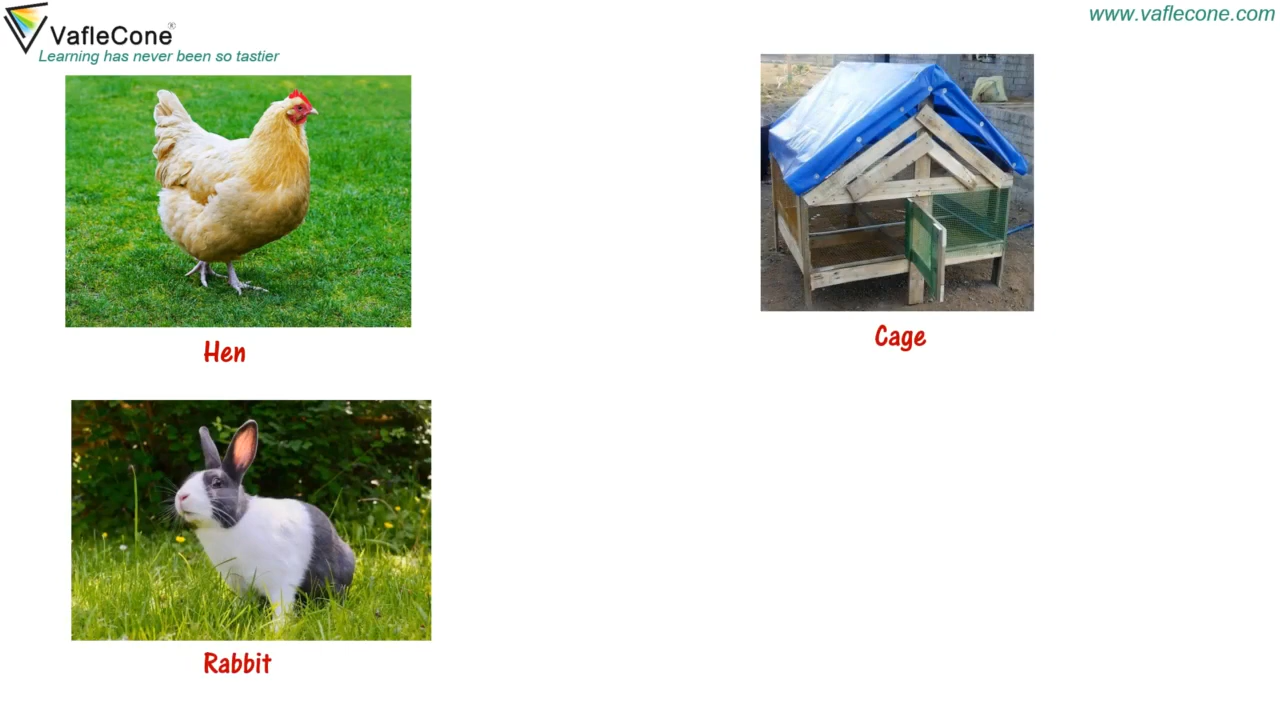 VafleCone®
Learning has never been so tastier
www.vaflecone.com
Hen
Cage
Rabbit